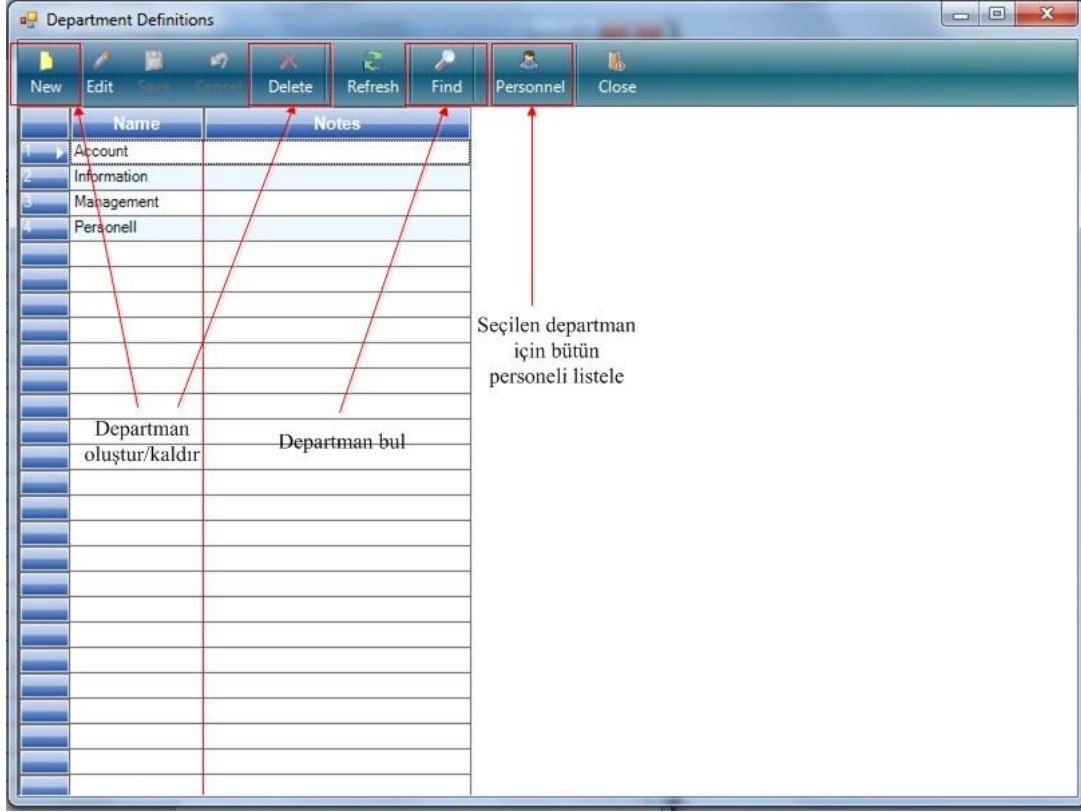 Department Definitions
New Edit Save Cancel Delete Refresh Find Personnel Close
Name Notes
1 Account
2 Information
3 Management
4 Personell
Seçilen departman
için bütün
personeli listele
Departman
oluştur/kaldır
Departman bul